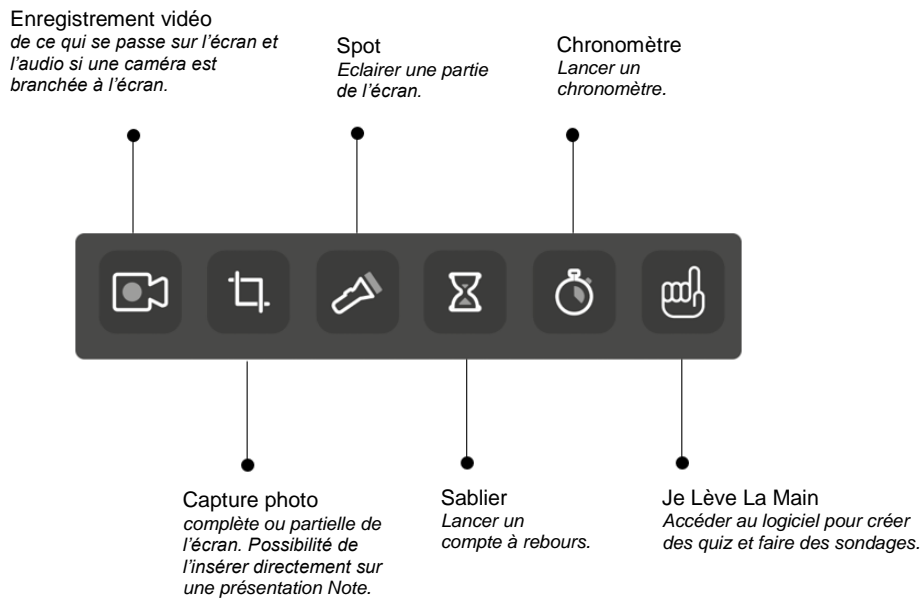 Enregistrement vidéo
de ce qui se passe sur l’écran et
l’audio si une caméra est
branchée à l’écran.
Spot
Eclairer une partie
de l’écran.
Chronomètre
Lancer un
chronomètre.
Capture photo
complète ou partielle de
l’écran. Possibilité de
l’insérer directement sur
une présentation Note.
Sablier
Lancer un
compte à rebours.
Je Lève La Main
Accéder au logiciel pour créer
des quiz et faire des sondages.